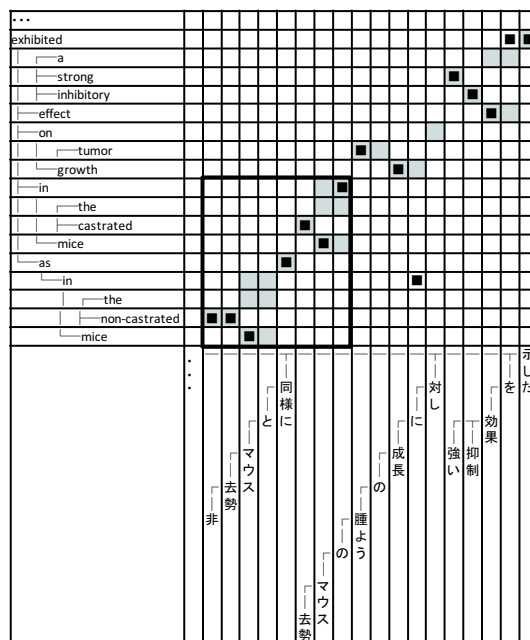 ...
exhibited
a
strong
inhibitory
effect
on
tumor
growth
in
the
castrated
mice
as
in
the
non-castrated
mice
...
非
去勢
マウス
と
同様に
去勢
マウス
の
腫よう
の
成長
に
対し
強い
抑制
効果
を
示した